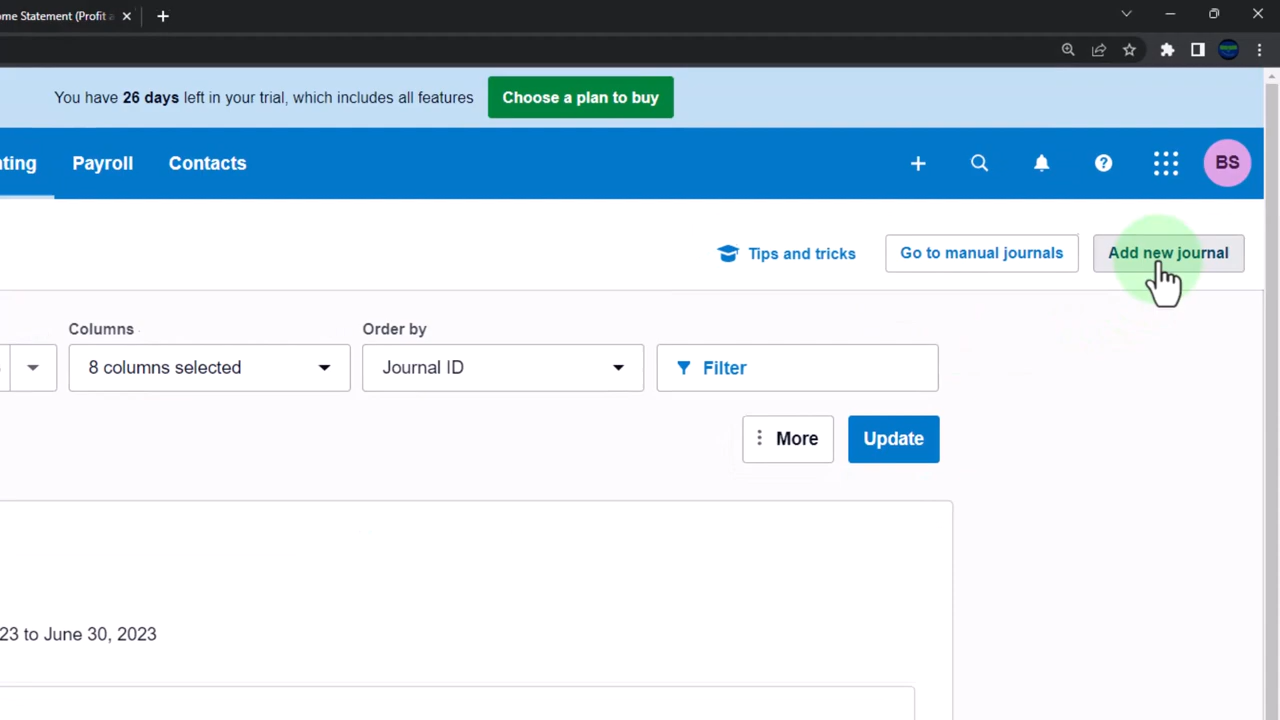 ome Statement (Profit a
You have 26 days left in your trial, which includes all features
Choose a plan to buy
nting
Payroll
Contacts
BS
Tips and tricks
Go to manual journals
Add new journal
Columns
Order by
8 columns selected
Journal ID
Filter
More
Update
23 to June 30, 2023